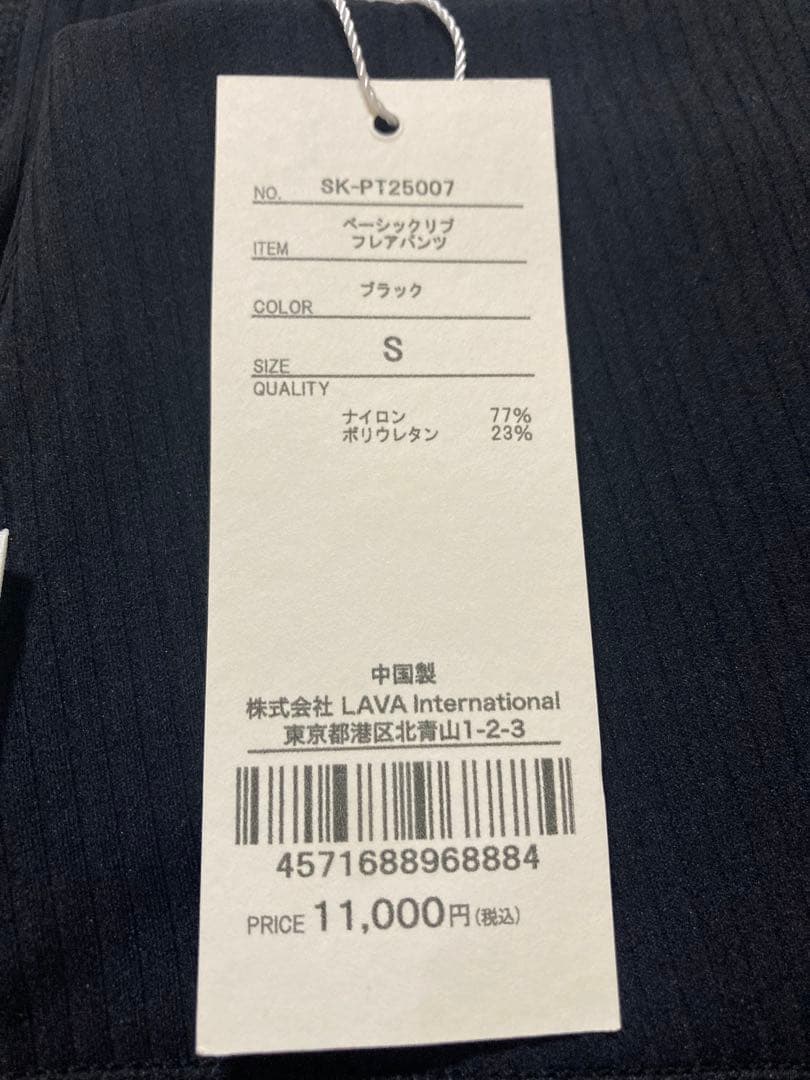 NO. SK-PT25007
ベーシックリブ
フレアパンツ
ITEM
COLOR ブラック
SIZE S
QUALITY
ナイロン 77%
ポリウレタン 23%
中国製
株式会社 LAVA International
東京都港区北青山1-2-3
4571688968884
PRICE 11,000円(税込)